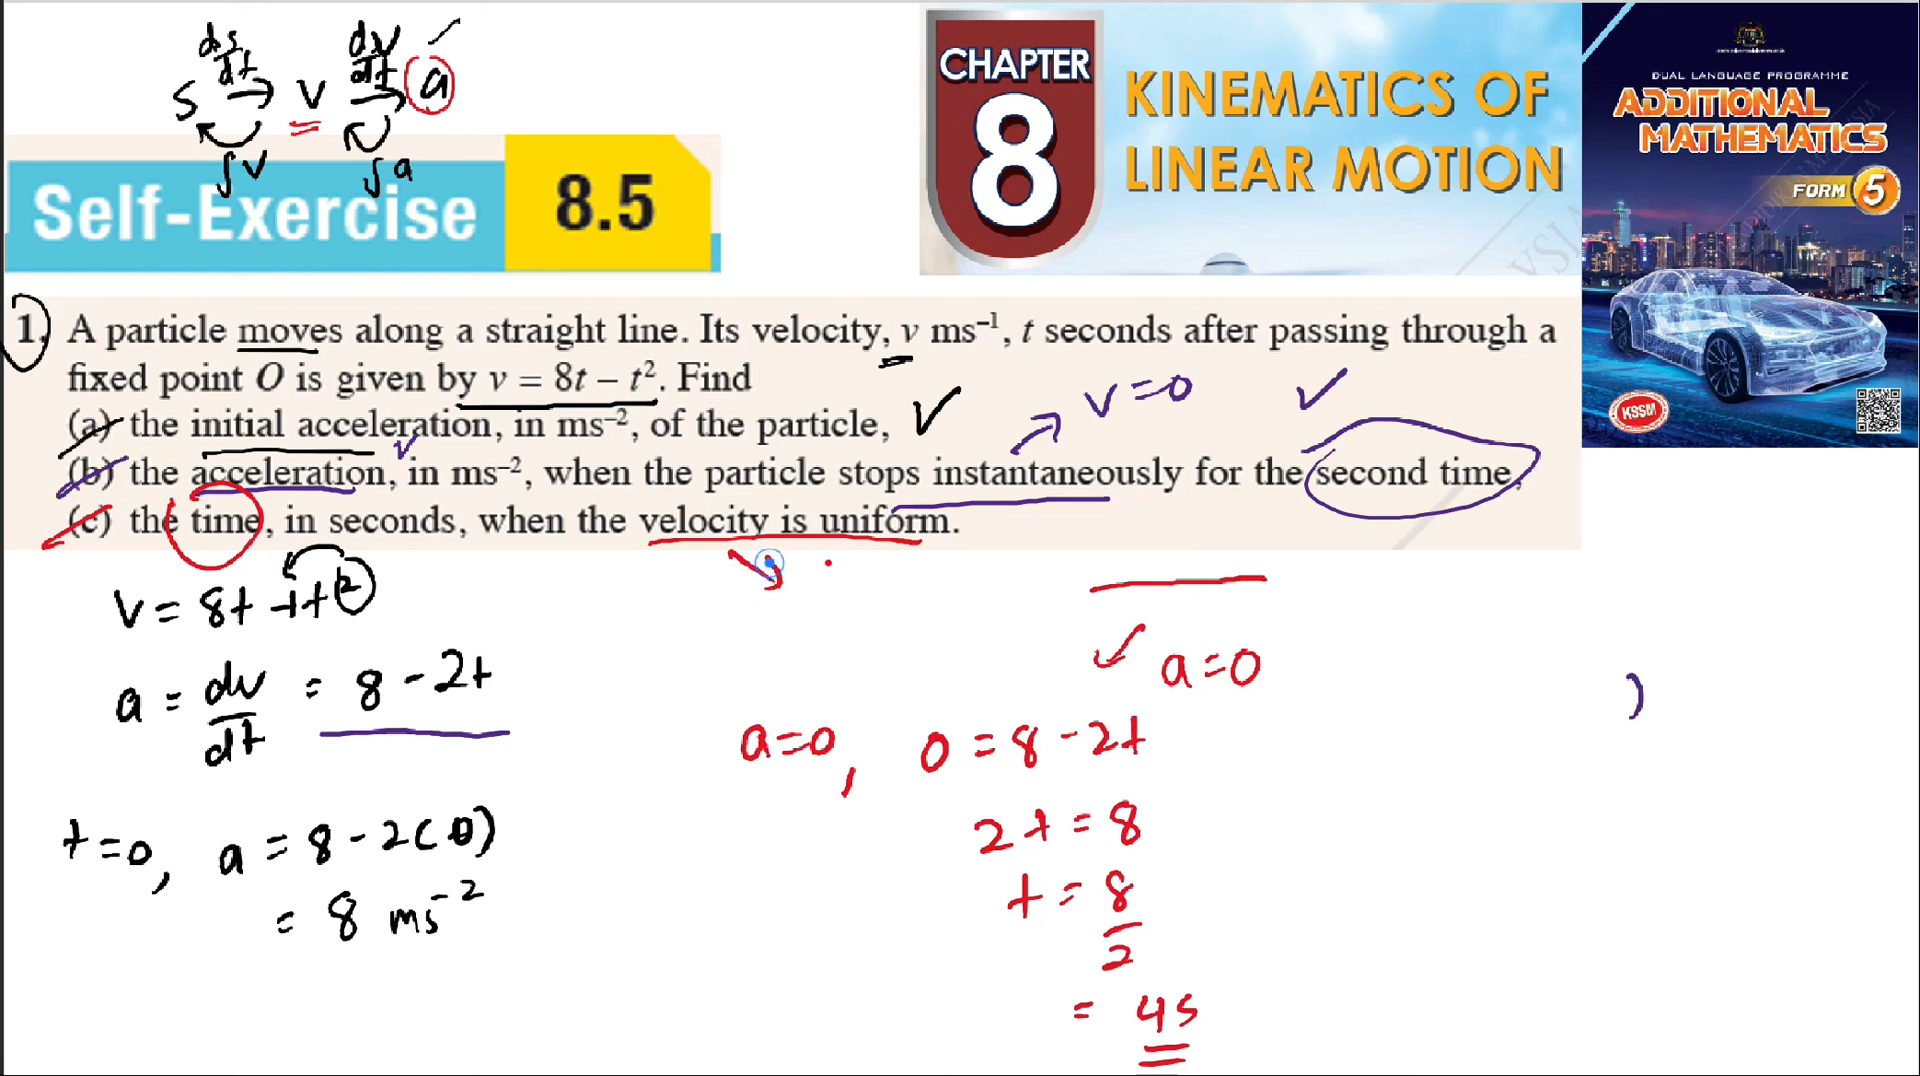 ds/dt dv/dt
s → v → a
∫v ∫a
Self-Exercise 8.5
CHAPTER 8
KINEMATICS OF
LINEAR MOTION
DUAL LANGUAGE PROGRAMME
ADDITIONAL
MATHEMATICS
FORM 5
KSSM
1. A particle moves along a straight line. Its velocity, v ms⁻¹, t seconds after passing through a
fixed point O is given by v = 8t – t². Find
(a) the initial acceleration, in ms⁻², of the particle,
v = 0
(b) the acceleration, in ms⁻², when the particle stops instantaneously for the second time,
(c) the time, in seconds, when the velocity is uniform.
v = 8t - 1t²
a = dv/dt = 8 - 2t
t = 0, a = 8 - 2(0)
= 8 ms⁻²
a = 0
a = 0, 0 = 8 - 2t
2t = 8
t = 8/2
= 4s
)